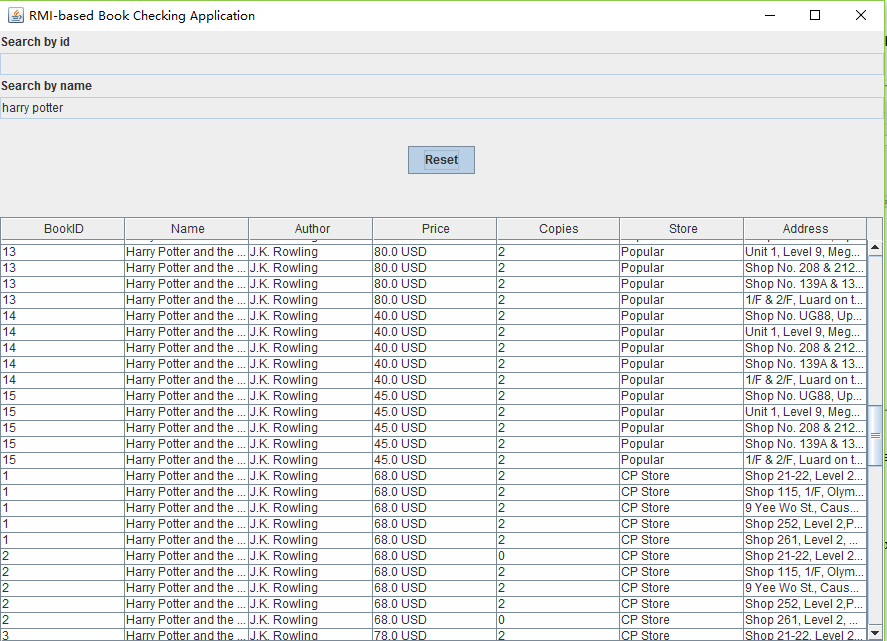 RMI-based Book Checking Application
Search by id
Search by name
harry potter
Reset
BookID Name Author Price Copies Store Address
13 Harry Potter and the ... J.K. Rowling 80.0 USD 2 Popular Unit 1, Level 9, Meg...
13 Harry Potter and the ... J.K. Rowling 80.0 USD 2 Popular Shop No. 208 & 212...
13 Harry Potter and the ... J.K. Rowling 80.0 USD 2 Popular Shop No. 139A & 13...
13 Harry Potter and the ... J.K. Rowling 80.0 USD 2 Popular 1/F & 2/F, Luard on t...
14 Harry Potter and the ... J.K. Rowling 40.0 USD 2 Popular Shop No. UG88, Up...
14 Harry Potter and the ... J.K. Rowling 40.0 USD 2 Popular Unit 1, Level 9, Meg...
14 Harry Potter and the ... J.K. Rowling 40.0 USD 2 Popular Shop No. 208 & 212...
14 Harry Potter and the ... J.K. Rowling 40.0 USD 2 Popular Shop No. 139A & 13...
14 Harry Potter and the ... J.K. Rowling 40.0 USD 2 Popular 1/F & 2/F, Luard on t...
15 Harry Potter and the ... J.K. Rowling 45.0 USD 2 Popular Shop No. UG88, Up...
15 Harry Potter and the ... J.K. Rowling 45.0 USD 2 Popular Unit 1, Level 9, Meg...
15 Harry Potter and the ... J.K. Rowling 45.0 USD 2 Popular Shop No. 208 & 212...
15 Harry Potter and the ... J.K. Rowling 45.0 USD 2 Popular Shop No. 139A & 13...
15 Harry Potter and the ... J.K. Rowling 45.0 USD 2 Popular 1/F & 2/F, Luard on t...
1 Harry Potter and the ... J.K. Rowling 68.0 USD 2 CP Store Shop 21-22, Level 2...
1 Harry Potter and the ... J.K. Rowling 68.0 USD 2 CP Store Shop 115, 1/F, Olym...
1 Harry Potter and the ... J.K. Rowling 68.0 USD 2 CP Store 9 Yee Wo St., Caus...
1 Harry Potter and the ... J.K. Rowling 68.0 USD 2 CP Store Shop 252, Level 2,P...
1 Harry Potter and the ... J.K. Rowling 68.0 USD 2 CP Store Shop 261, Level 2, ...
2 Harry Potter and the ... J.K. Rowling 68.0 USD 0 CP Store Shop 21-22, Level 2...
2 Harry Potter and the ... J.K. Rowling 68.0 USD 2 CP Store Shop 115, 1/F, Olym...
2 Harry Potter and the ... J.K. Rowling 68.0 USD 2 CP Store 9 Yee Wo St., Caus...
2 Harry Potter and the ... J.K. Rowling 68.0 USD 2 CP Store Shop 252, Level 2,P...
2 Harry Potter and the ... J.K. Rowling 68.0 USD 0 CP Store Shop 261, Level 2, ...
3 Harry Potter and the ... J.K. Rowling 78.0 USD 2 CP Store Shop 21-22, Level 2...